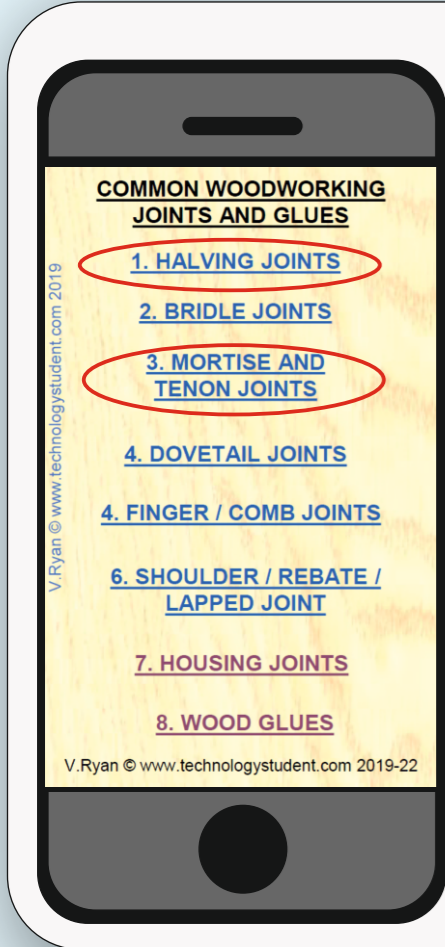 COMMON WOODWORKING
JOINTS AND GLUES
1. HALVING JOINTS
2. BRIDLE JOINTS
3. MORTISE AND
TENON JOINTS
4. DOVETAIL JOINTS
4. FINGER / COMB JOINTS
6. SHOULDER / REBATE /
LAPPED JOINT
7. HOUSING JOINTS
8. WOOD GLUES
V.Ryan © www.technologystudent.com 2019-22
V.Ryan © www.technologystudent.com 2019